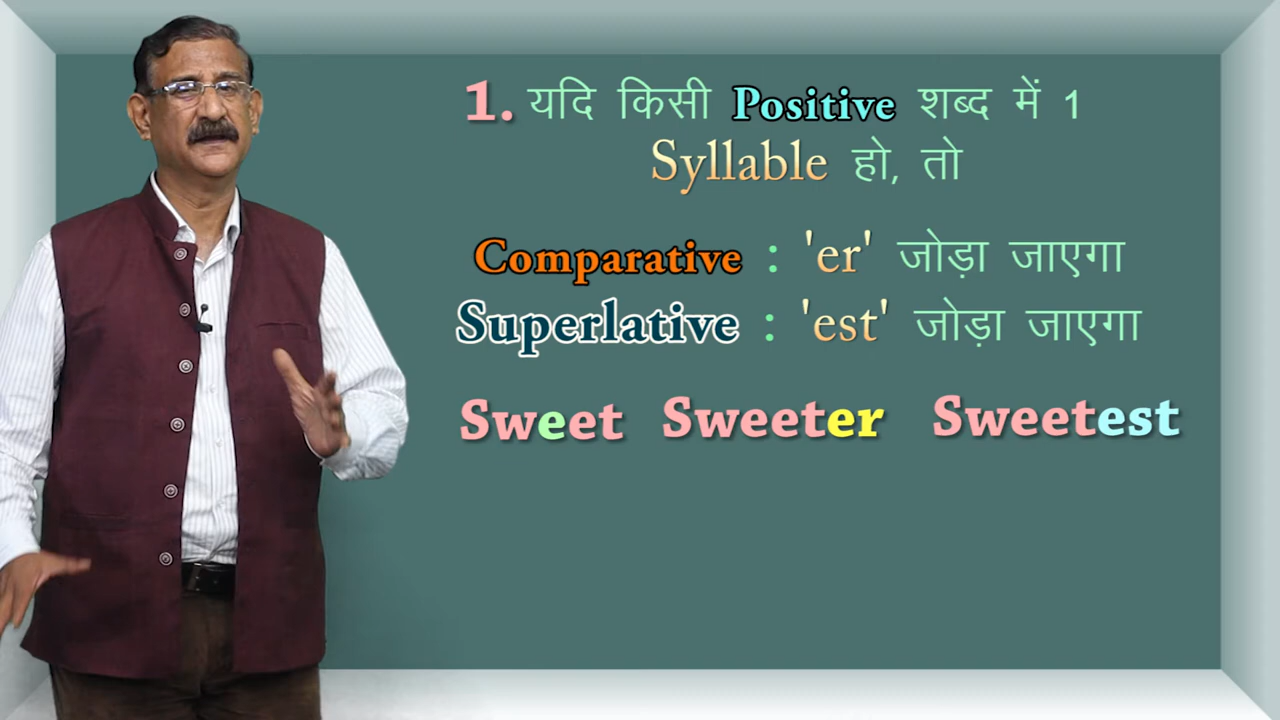 1. यदि किसी Positive शब्द में 1
Syllable हो, तो
Comparative : 'er' जोड़ा जाएगा
Superlative : 'est' जोड़ा जाएगा
Sweet Sweeter Sweetest